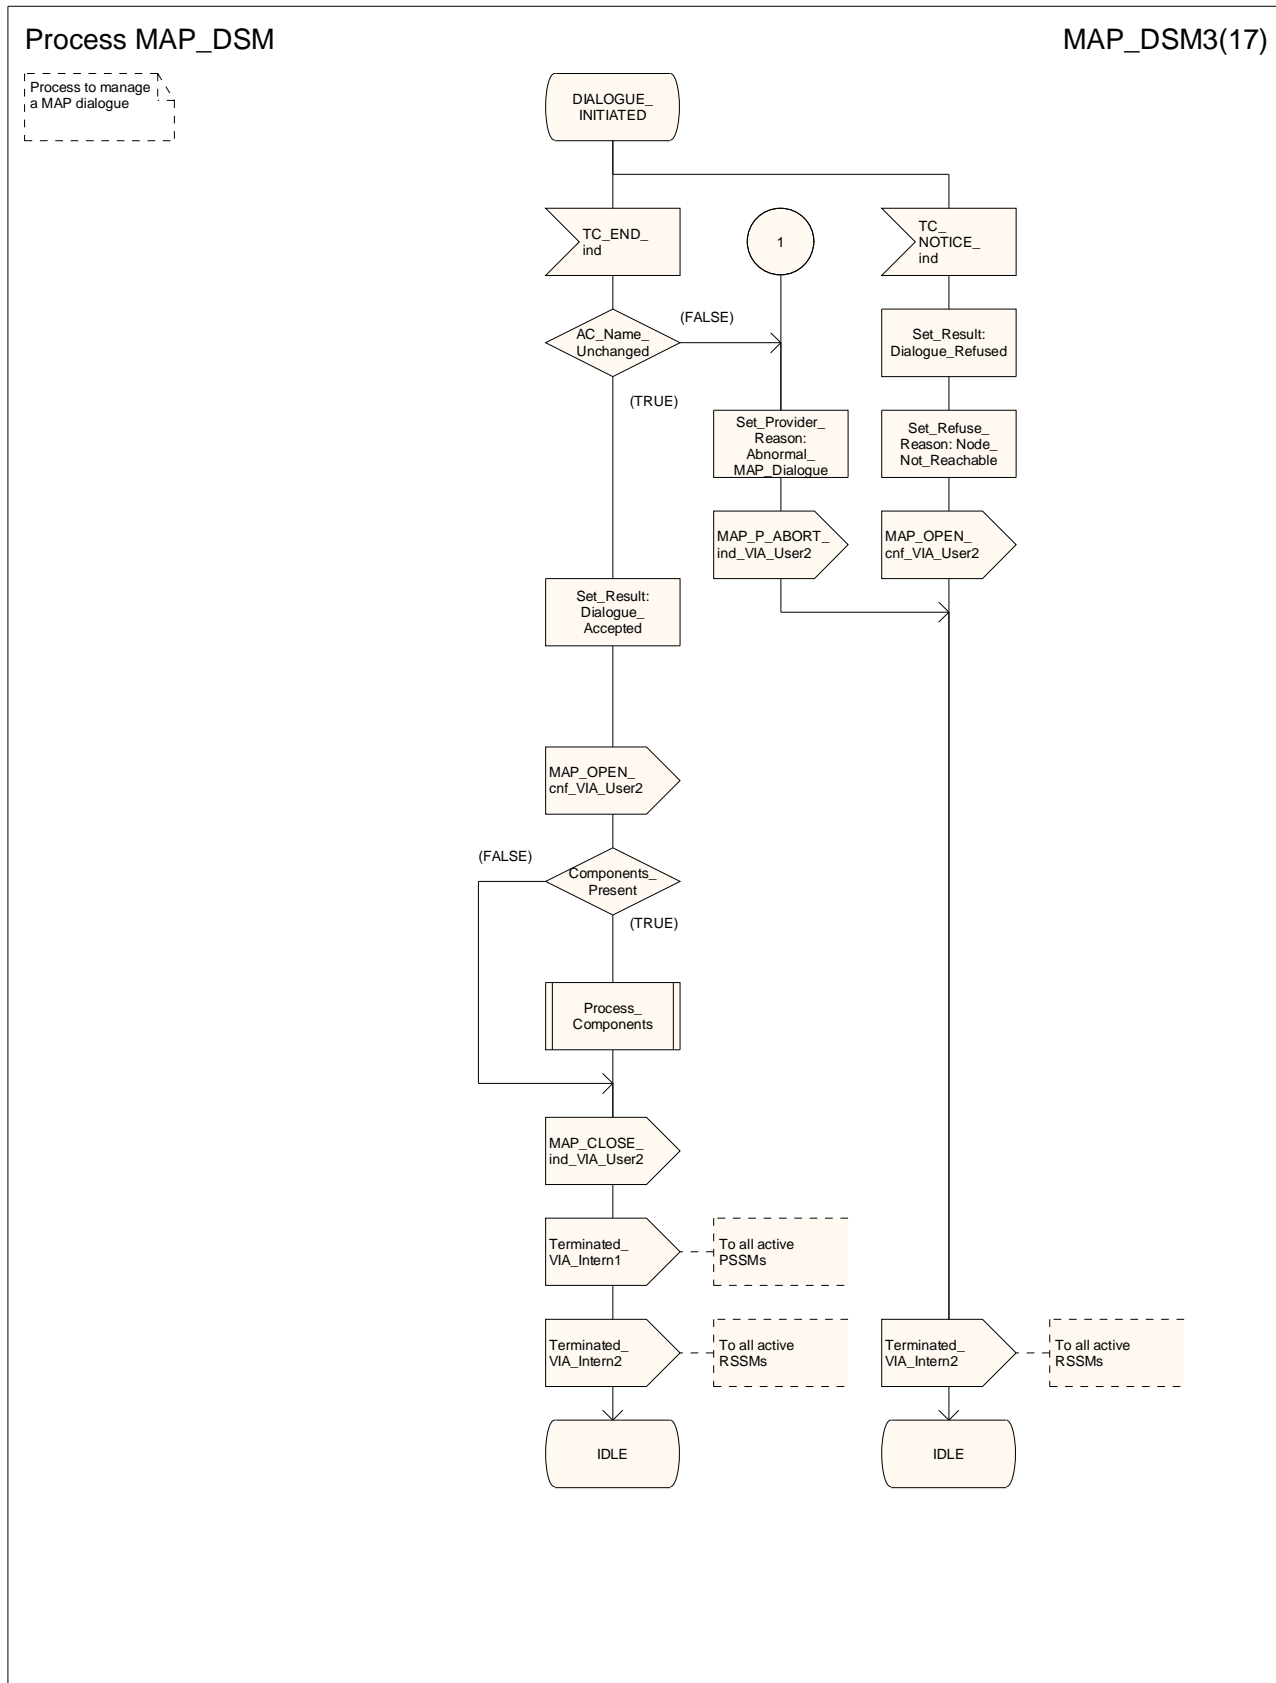 Process MAP_DSM
MAP_DSM3(17)
Process to manage
a MAP dialogue
DIALOGUE_
INITIATED
TC_END_
ind
1
TC_
NOTICE_
ind
AC_Name_
Unchanged
(FALSE)
(TRUE)
Set_Result:
Dialogue_Refused
Set_Provider_
Reason:
Abnormal_
MAP_Dialogue
Set_Refuse_
Reason: Node_
Not_Reachable
MAP_P_ABORT_
ind_VIA_User2
MAP_OPEN_
cnf_VIA_User2
Set_Result:
Dialogue_
Accepted
MAP_OPEN_
cnf_VIA_User2
(FALSE)
Components_
Present
(TRUE)
Process_
Components
MAP_CLOSE_
ind_VIA_User2
Terminated_
VIA_Intern1
To all active
PSSMs
Terminated_
VIA_Intern2
To all active
RSSMs
Terminated_
VIA_Intern2
To all active
RSSMs
IDLE
IDLE